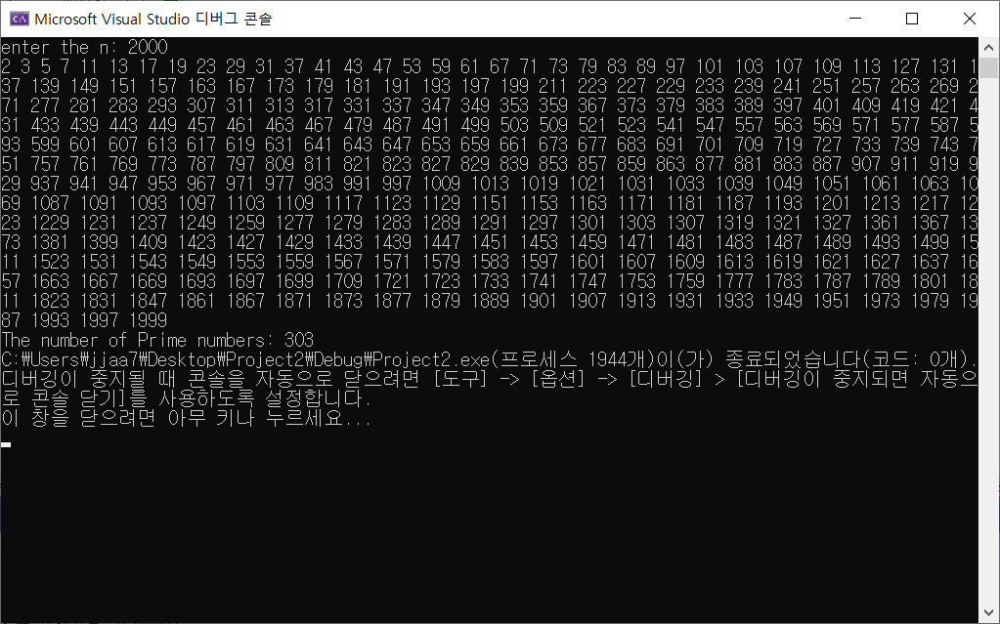 Microsoft Visual Studio 디버그 콘솔
enter the n: 2000
2 3 5 7 11 13 17 19 23 29 31 37 41 43 47 53 59 61 67 71 73 79 83 89 97 101 103 107 109 113 127 131 1
37 139 149 151 157 163 167 173 179 181 191 193 197 199 211 223 227 229 233 239 241 251 257 263 269 2
71 277 281 283 293 307 311 313 317 331 337 347 349 353 359 367 373 379 383 389 397 401 409 419 421 4
31 433 439 443 449 457 461 463 467 479 487 491 499 503 509 521 523 541 547 557 563 569 571 577 587 5
93 599 601 607 613 617 619 631 641 643 647 653 659 661 673 677 683 691 701 709 719 727 733 739 743 7
51 757 761 769 773 787 797 809 811 821 823 827 829 839 853 857 859 863 877 881 883 887 907 911 919 9
29 937 941 947 953 967 971 977 983 991 997 1009 1013 1019 1021 1031 1033 1039 1049 1051 1061 1063 10
69 1087 1091 1093 1097 1103 1109 1117 1123 1129 1151 1153 1163 1171 1181 1187 1193 1201 1213 1217 12
23 1229 1231 1237 1249 1259 1277 1279 1283 1289 1291 1297 1301 1303 1307 1319 1321 1327 1361 1367 13
73 1381 1399 1409 1423 1427 1429 1433 1439 1447 1451 1453 1459 1471 1481 1483 1487 1489 1493 1499 15
11 1523 1531 1543 1549 1553 1559 1567 1571 1579 1583 1597 1601 1607 1609 1613 1619 1621 1627 1637 16
57 1663 1667 1669 1693 1697 1699 1709 1721 1723 1733 1741 1747 1753 1759 1777 1783 1787 1789 1801 18
11 1823 1831 1847 1861 1867 1871 1873 1877 1879 1889 1901 1907 1913 1931 1933 1949 1951 1973 1979 19
87 1993 1997 1999
The number of Prime numbers: 303
C:₩Users₩jjaa7₩Desktop₩Project2₩Debug₩Project2.exe(프로세스 1944개)이(가) 종료되었습니다(코드: 0개).
디버깅이 중지될 때 콘솔을 자동으로 닫으려면 [도구] -> [옵션] -> [디버깅] > [디버깅이 중지되면 자동으
로 콘솔 닫기]를 사용하도록 설정합니다.
이 창을 닫으려면 아무 키나 누르세요...